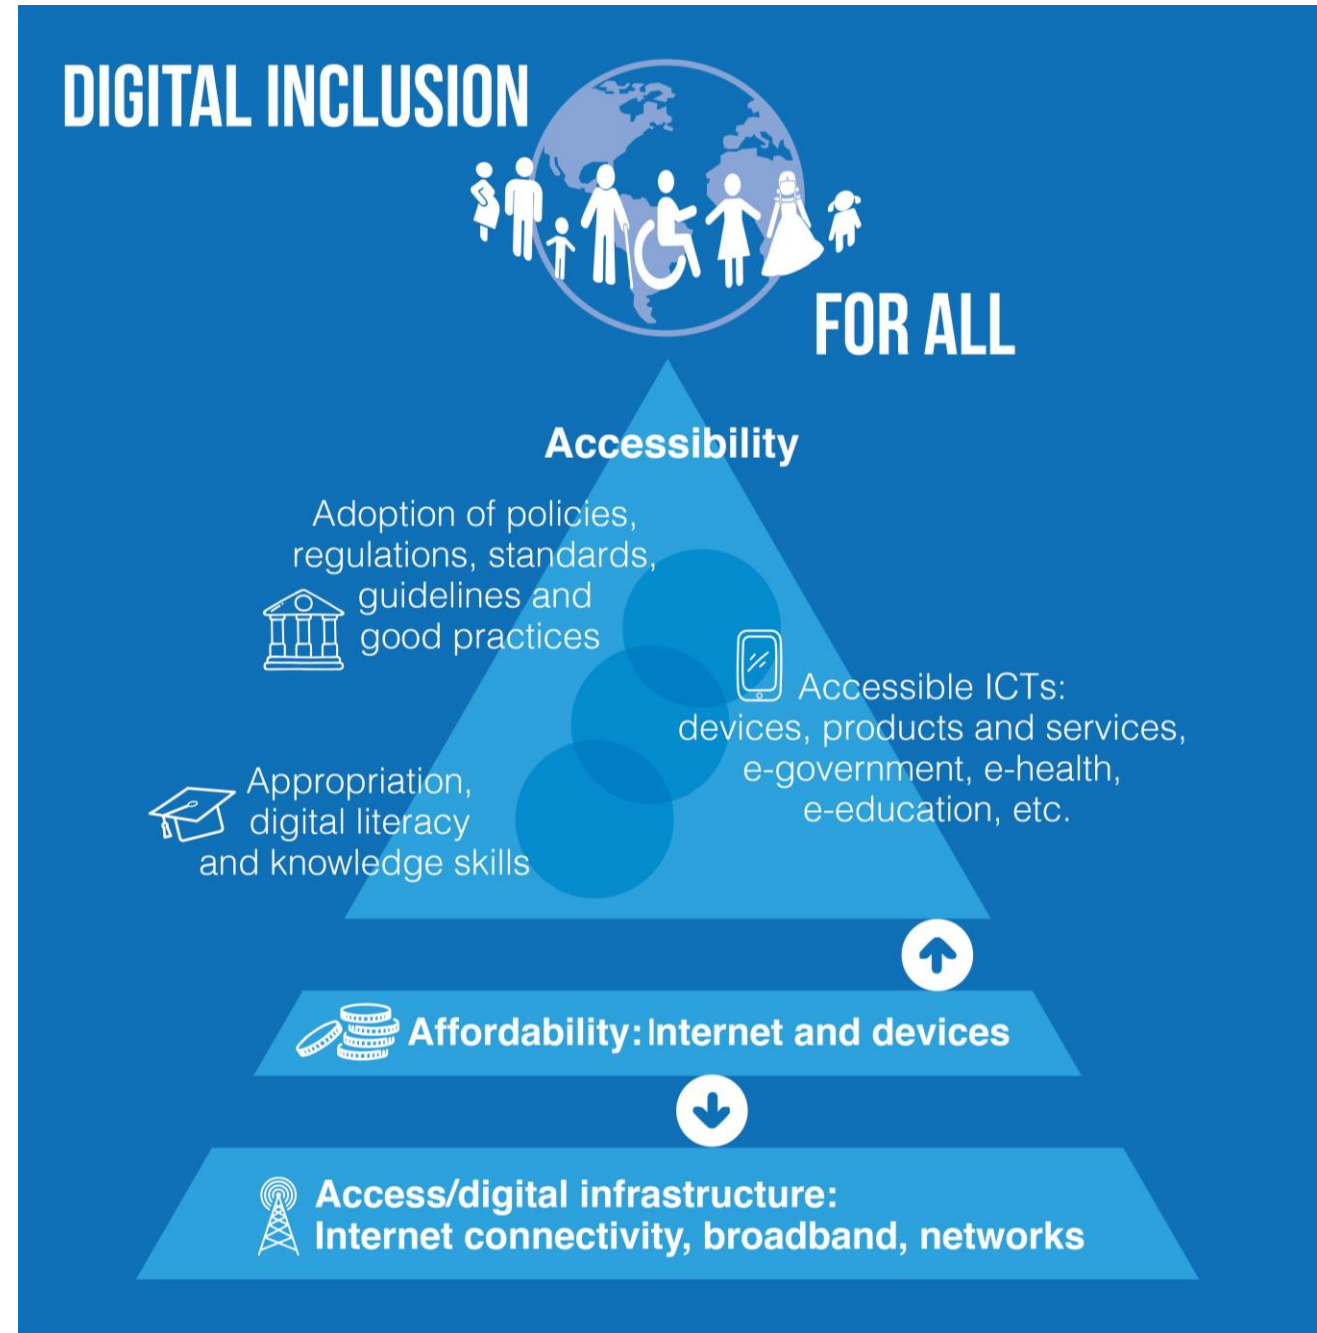 DIGITAL INCLUSION
FOR ALL
Accessibility
Adoption of policies,
regulations, standards,
guidelines and
good practices
Accessible ICTs:
devices, products and services,
e-government, e-health,
e-education, etc.
Appropriation,
digital literacy
and knowledge skills
Affordability: Internet and devices
Access/digital infrastructure:
Internet connectivity, broadband, networks